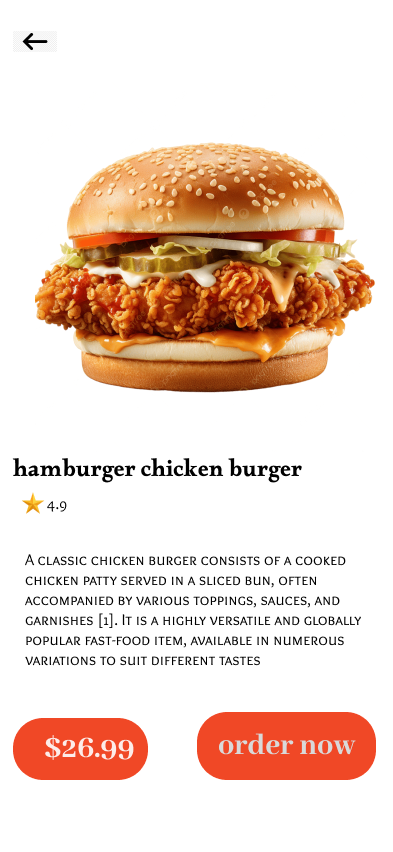 hamburger chicken burger
4.9
A classic chicken burger consists of a cooked
chicken patty served in a sliced bun, often
accompanied by various toppings, sauces, and
garnishes [1]. It is a highly versatile and globally
popular fast-food item, available in numerous
variations to suit different tastes
$26.99
order now